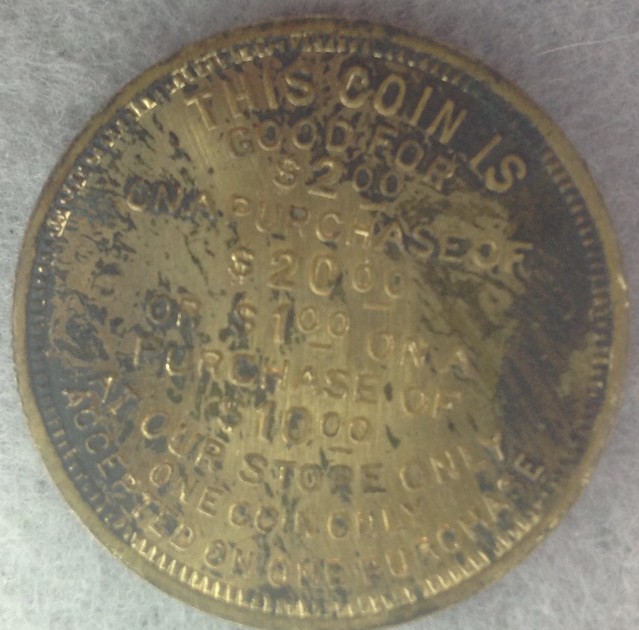 THIS COIN IS
GOOD FOR
$2.00
ON A PURCHASE OF
$20.00
OR $1.00 ON A
PURCHASE OF
$10.00
AT OUR STORE ONLY
ONE COIN ONLY
ACCEPTED ON ONE PURCHASE